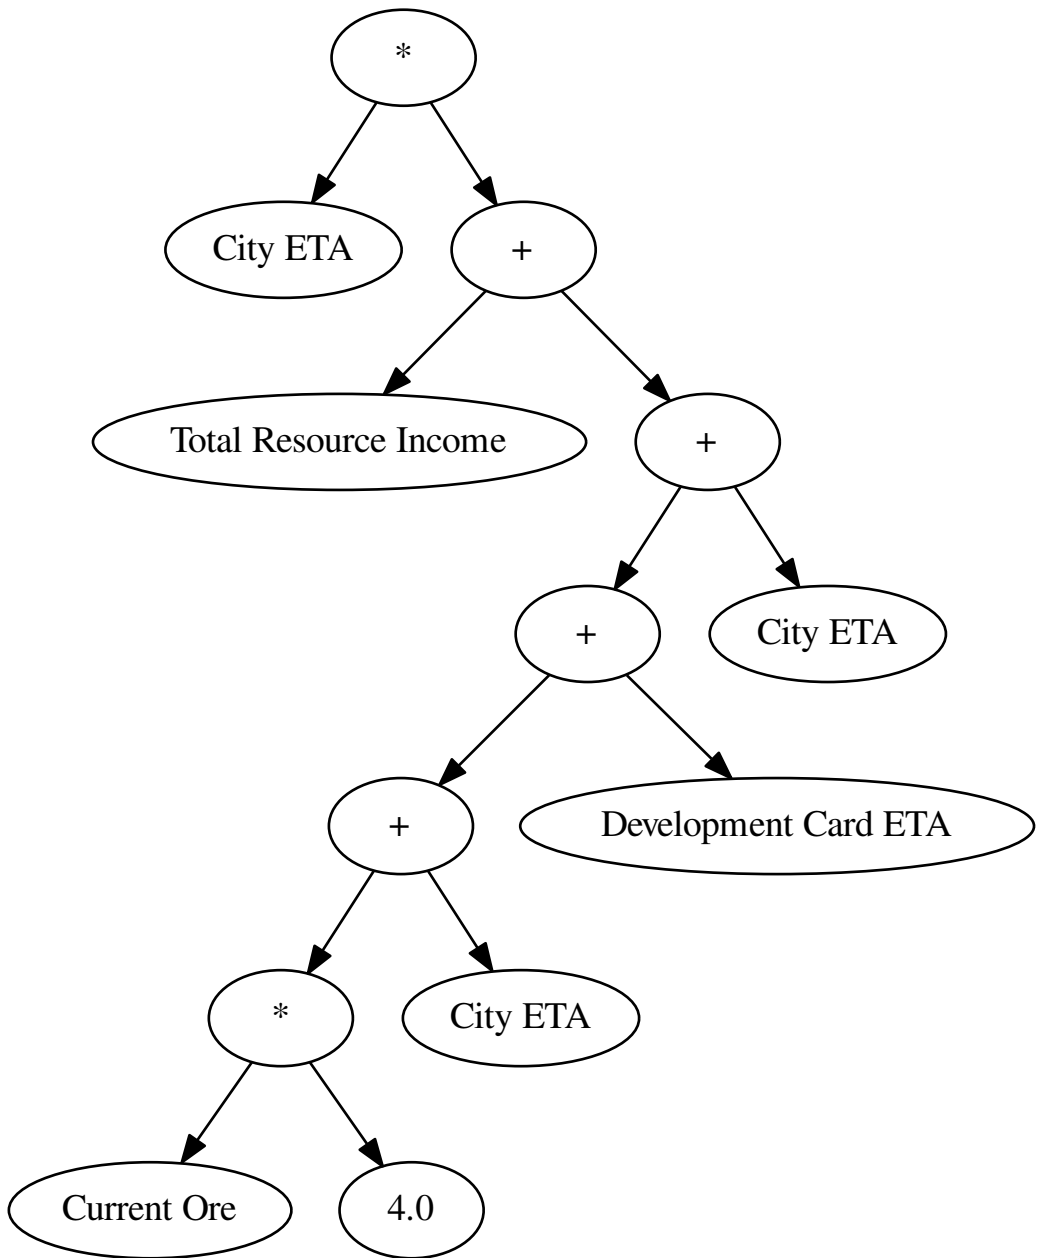 *
City ETA
+
Total Resource Income
+
+
City ETA
+
Development Card ETA
*
City ETA
Current Ore
4.0